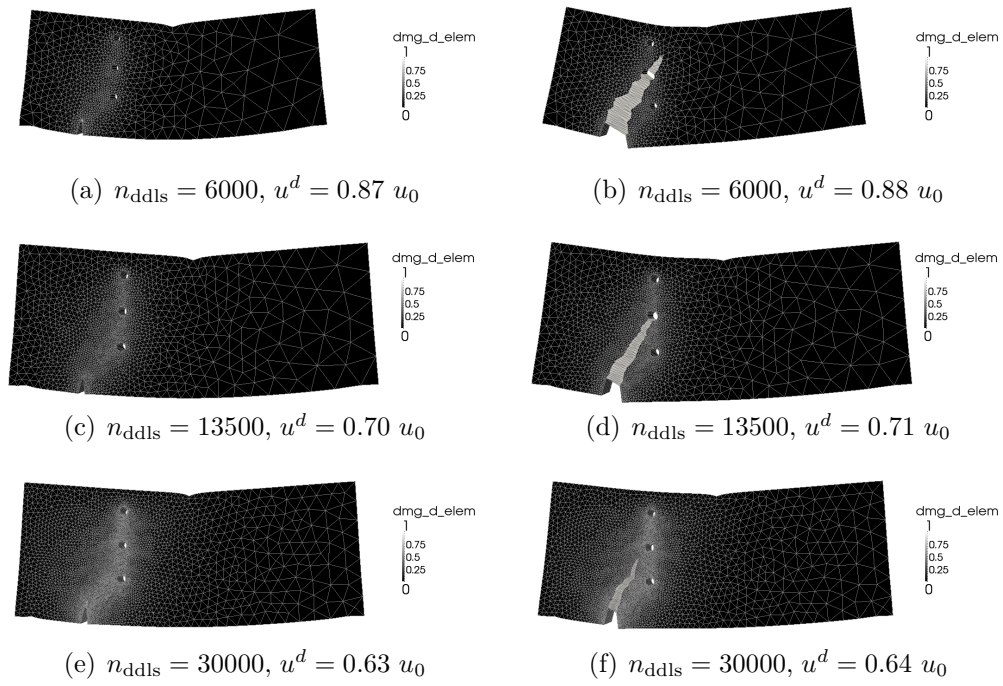 dmg_d_elem
1
0.75
0.5
0.25
0
dmg_d_elem
1
0.75
0.5
0.25
0
(a) n_ddls = 6000, u^d = 0.87 u_0
(b) n_ddls = 6000, u^d = 0.88 u_0
dmg_d_elem
1
0.75
0.5
0.25
0
dmg_d_elem
1
0.75
0.5
0.25
0
(c) n_ddls = 13500, u^d = 0.70 u_0
(d) n_ddls = 13500, u^d = 0.71 u_0
dmg_d_elem
1
0.75
0.5
0.25
0
dmg_d_elem
1
0.75
0.5
0.25
0
(e) n_ddls = 30000, u^d = 0.63 u_0
(f) n_ddls = 30000, u^d = 0.64 u_0